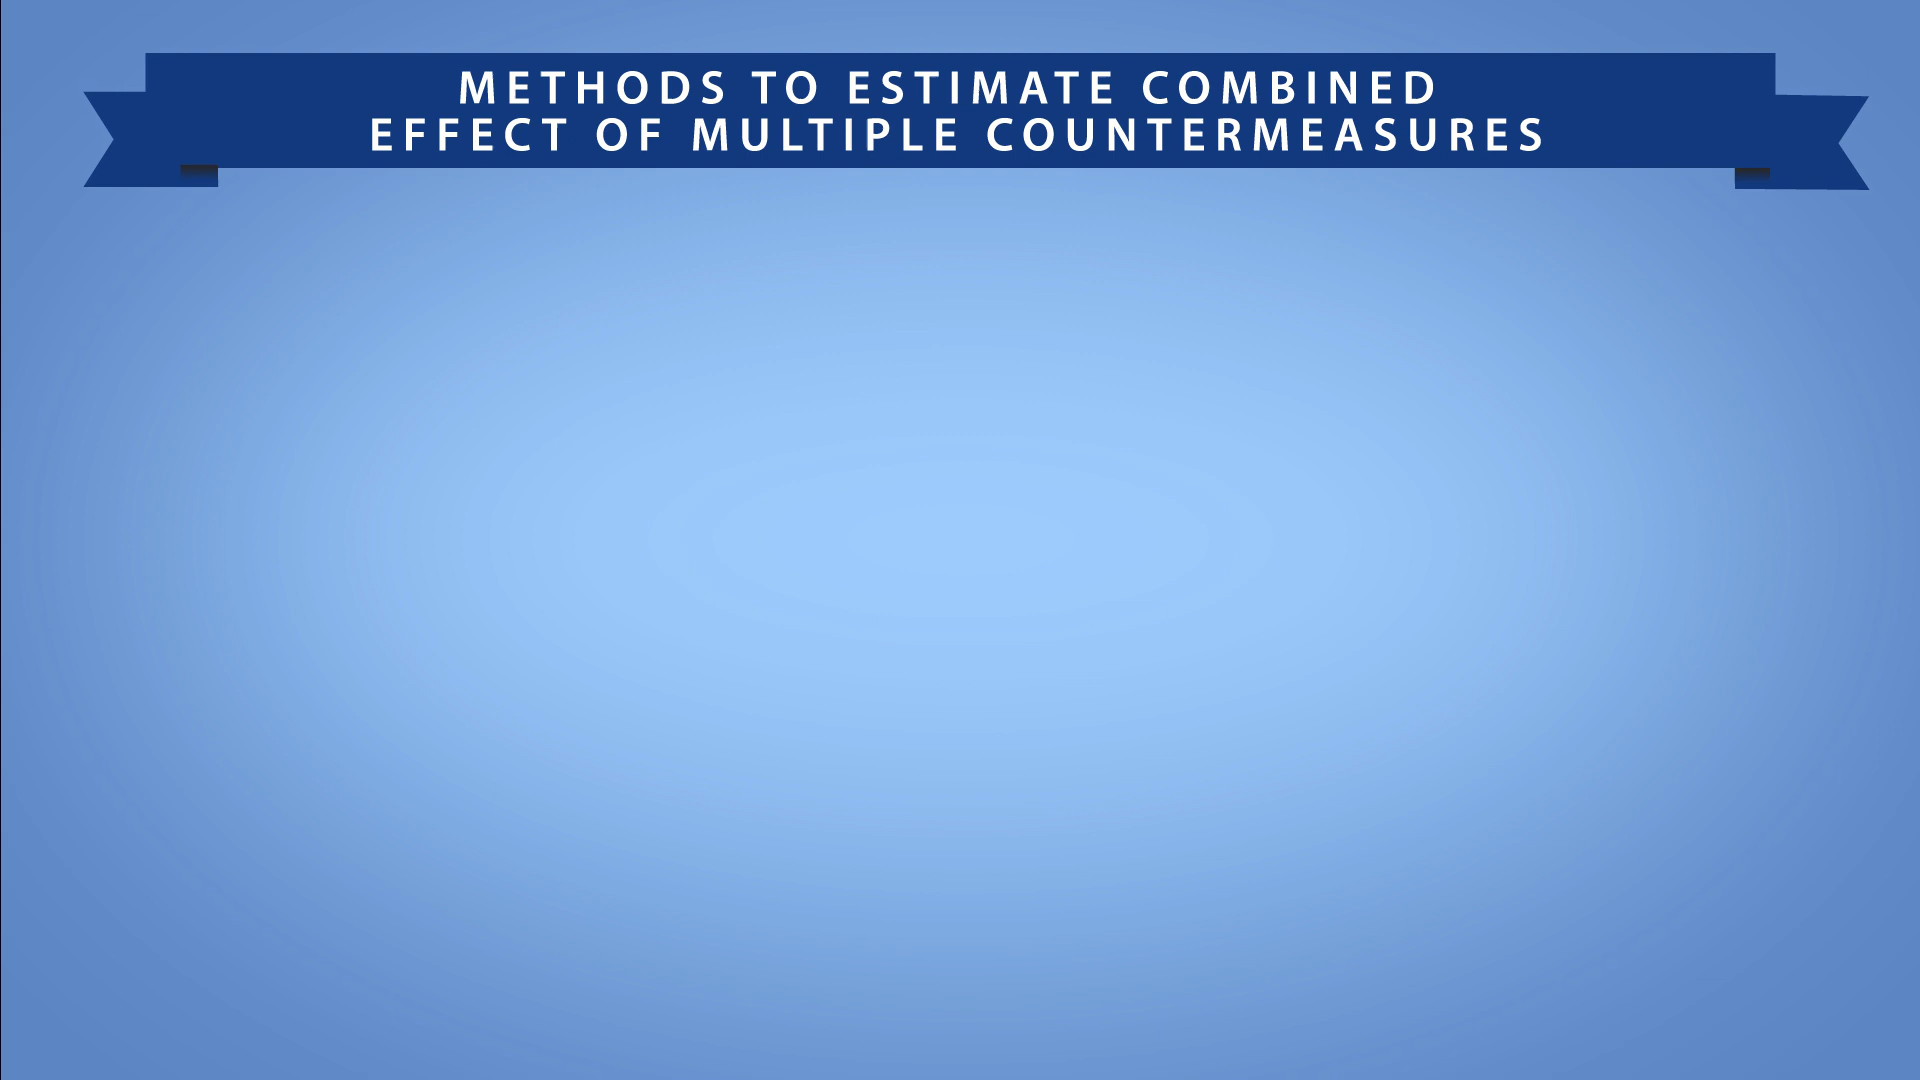 METHODS TO ESTIMATE COMBINED
EFFECT OF MULTIPLE COUNTERMEASURES